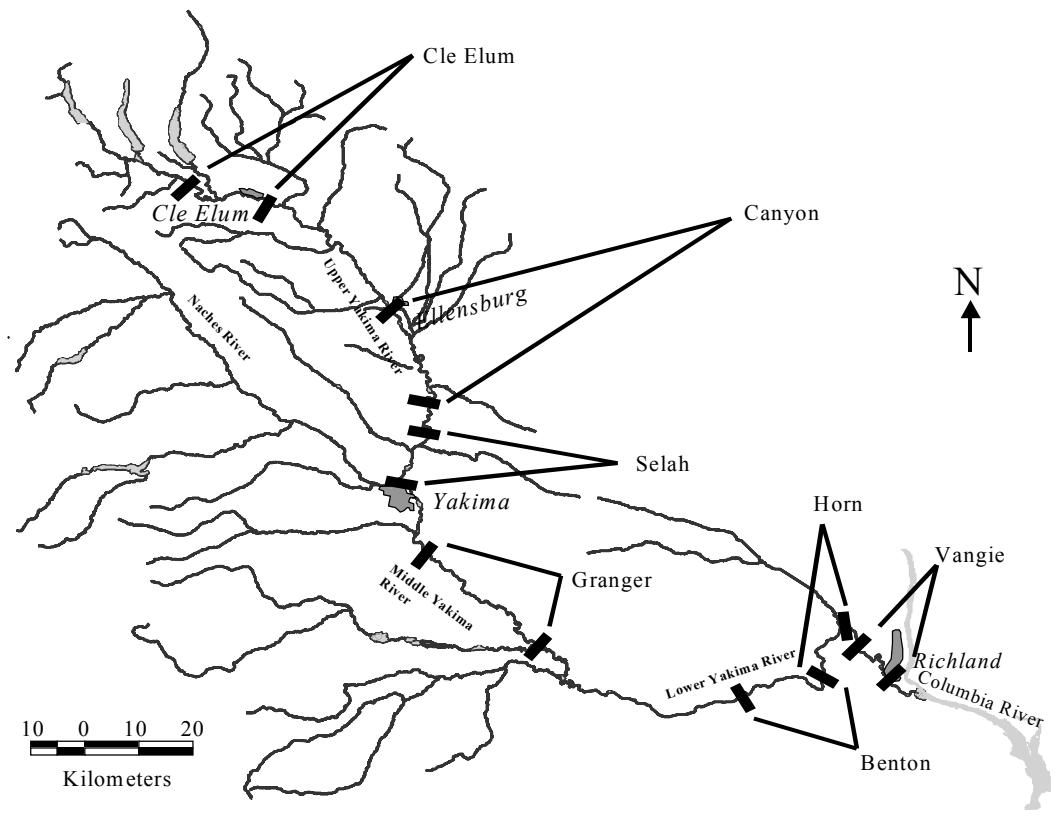 Cle Elum
Cle Elum
Canyon
Upper Yakima River
Ellensburg
N
Naches River
Selah
Yakima
Horn
Vangie
Granger
Middle Yakima
River
Lower Yakima River
Richland
Columbia River
10 0 10 20
Kilometers
Benton